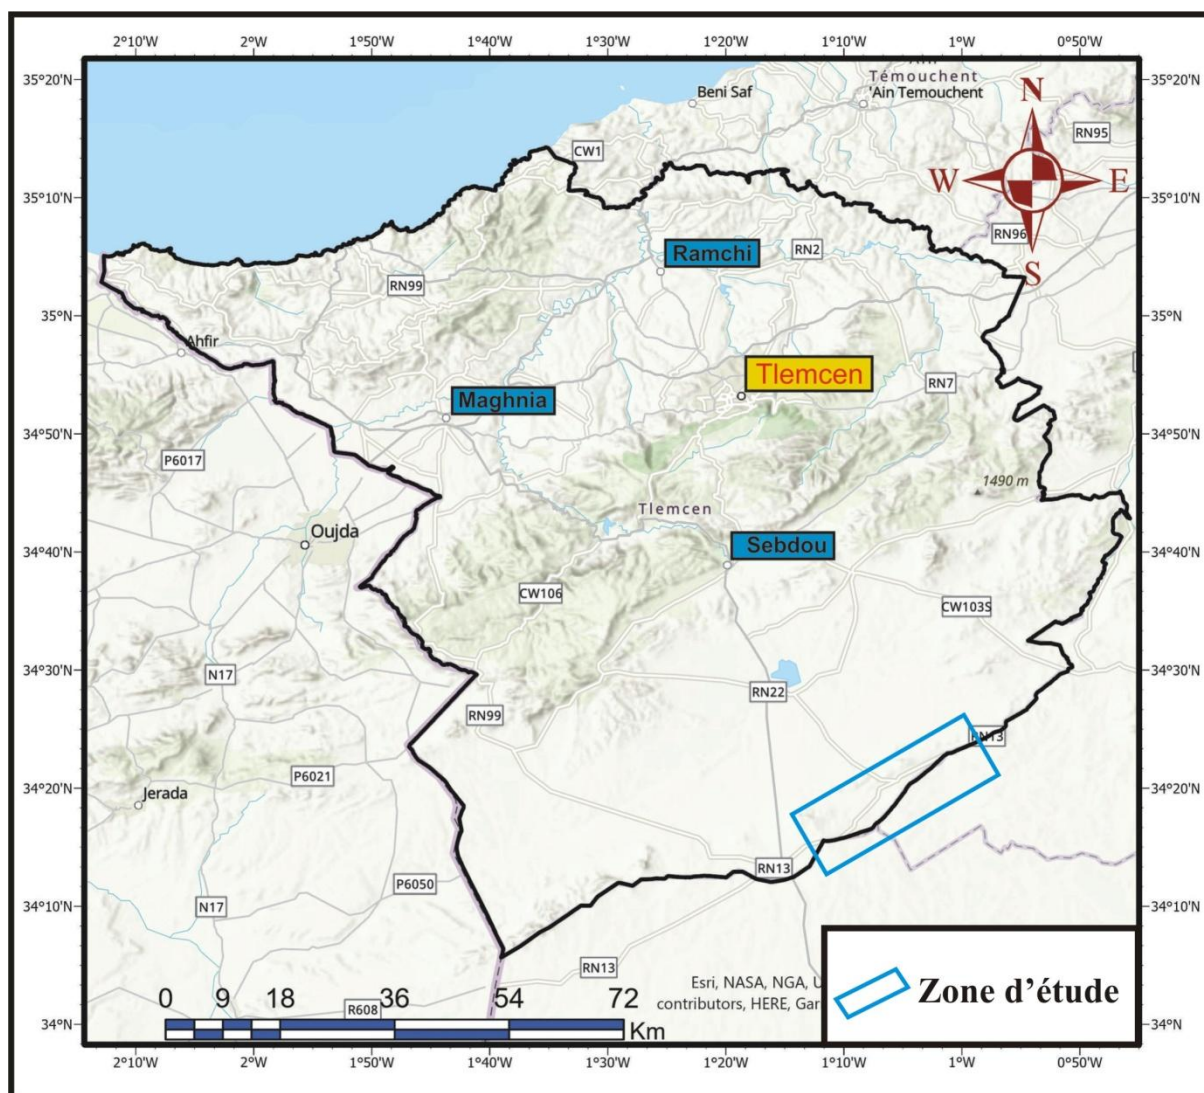 2°10'W 2°W 1°50'W 1°40'W 1°30'W 1°20'W 1°10'W 1°W 0°50'W
35°20'N 35°20'N
Témouchent
Beni Saf 'Ain Temouchent
N
RN95
CW1
W E
35°10'N 35°10'N
RN96
Ramchi RN2
S
RN99
35°N 35°N
Ahfir
Tlemcen
RN7
Maghnia
34°50'N 34°50'N
P6017
1490 m
Tlemcen
Oujda
Sebdou
34°40'N 34°40'N
CW106
CW103S
34°30'N 34°30'N
N17
RN22
RN99
RN13
34°20'N P6021 34°20'N
Jerada
RN13
P6050
34°10'N N17 34°10'N
RN13
Esri, NASA, NGA,
contributors, HERE,
Zone d'étude
0 9 18 36 54 72
R608
Km
34°N 34°N
2°10'W 2°W 1°50'W 1°40'W 1°30'W 1°20'W 1°10'W 1°W 0°50'W